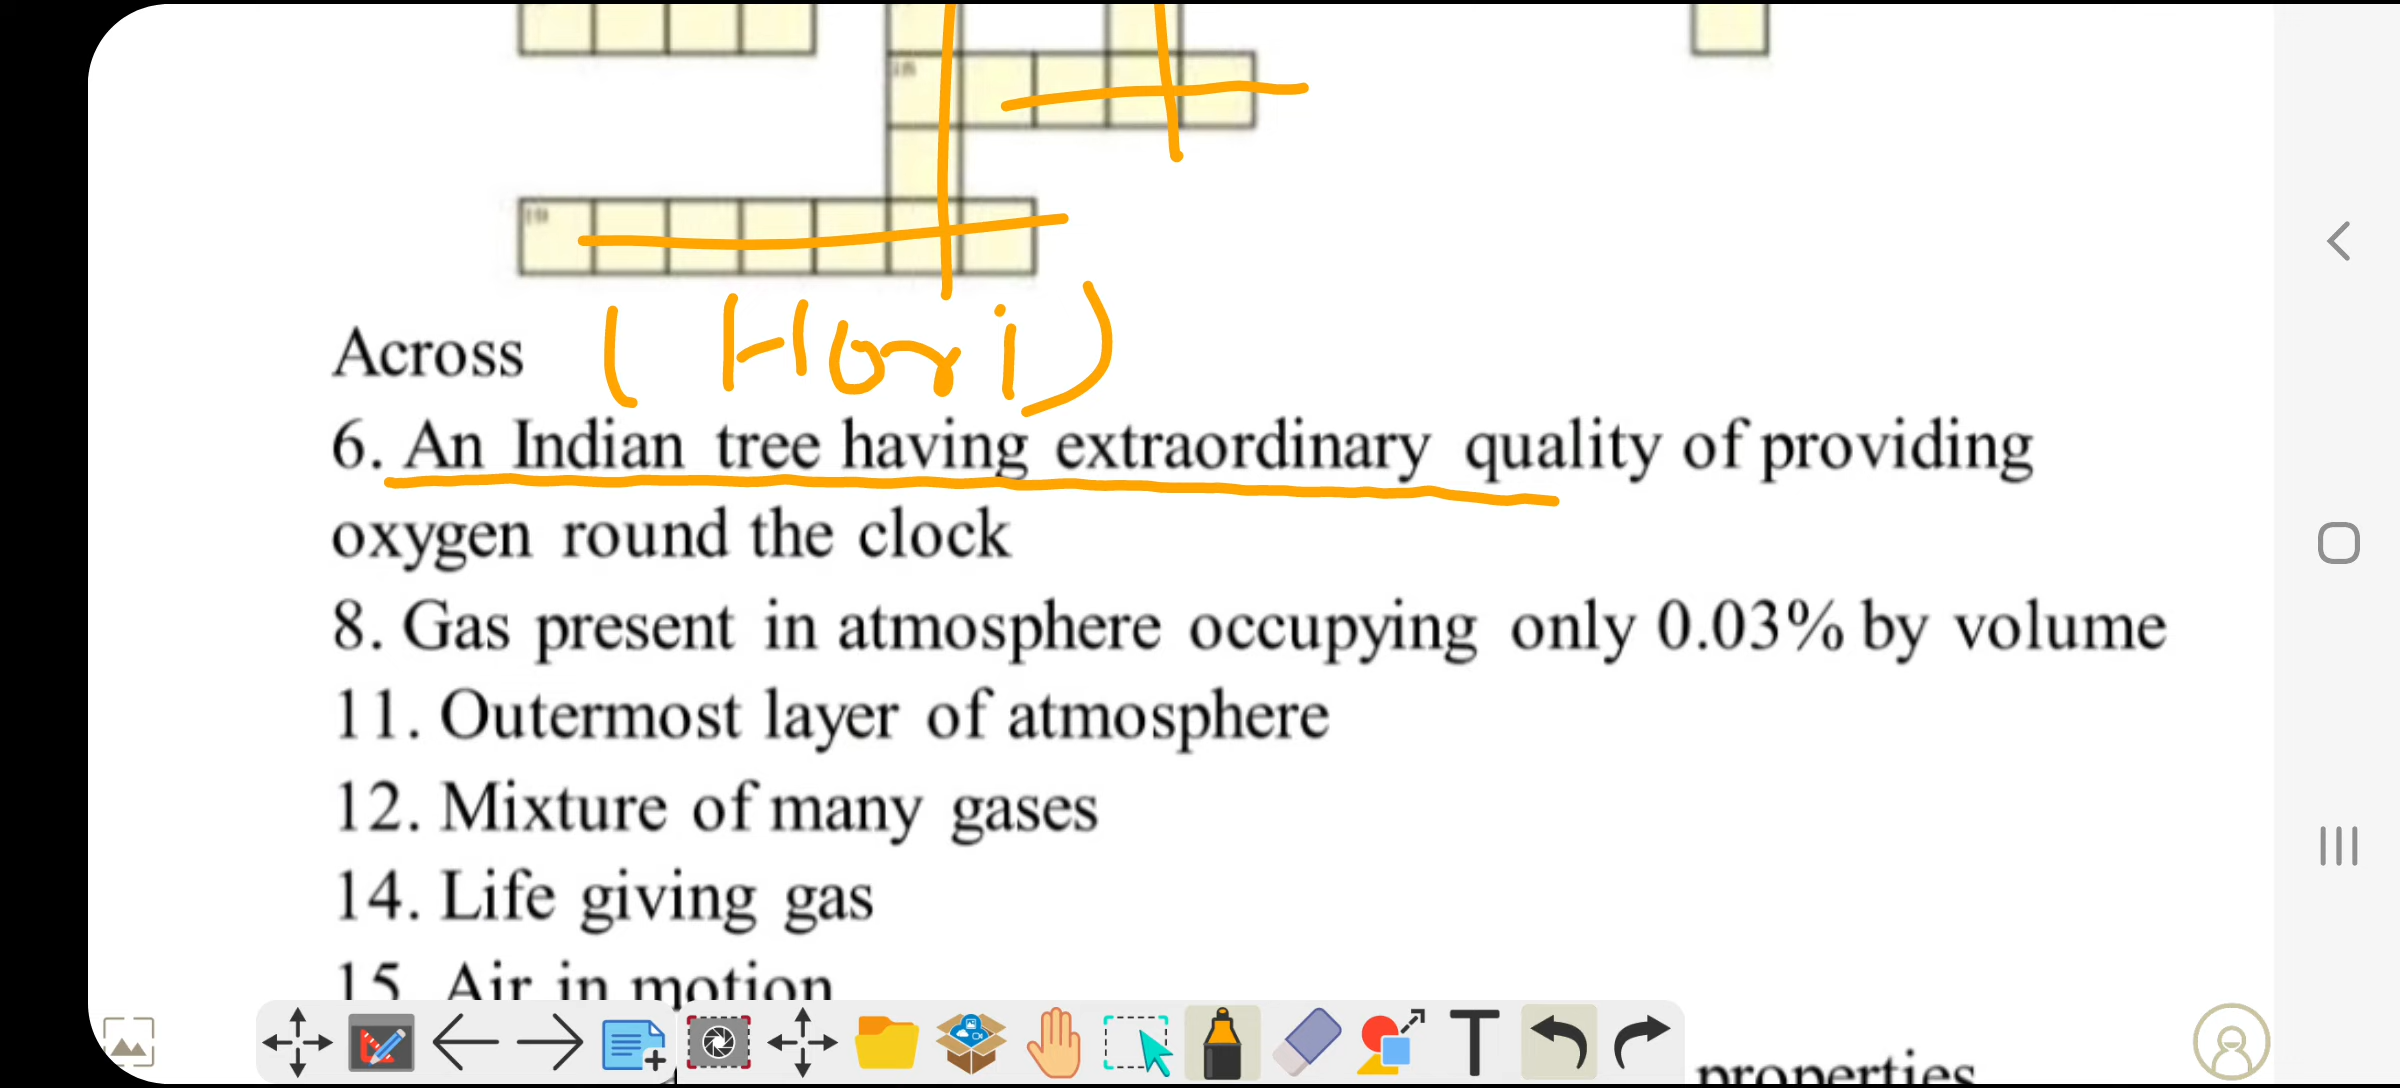 18
19
Across ( Hori )
6. An Indian tree having extraordinary quality of providing
oxygen round the clock
8. Gas present in atmosphere occupying only 0.03% by volume
11. Outermost layer of atmosphere
12. Mixture of many gases
14. Life giving gas
15. Air in motion
properties